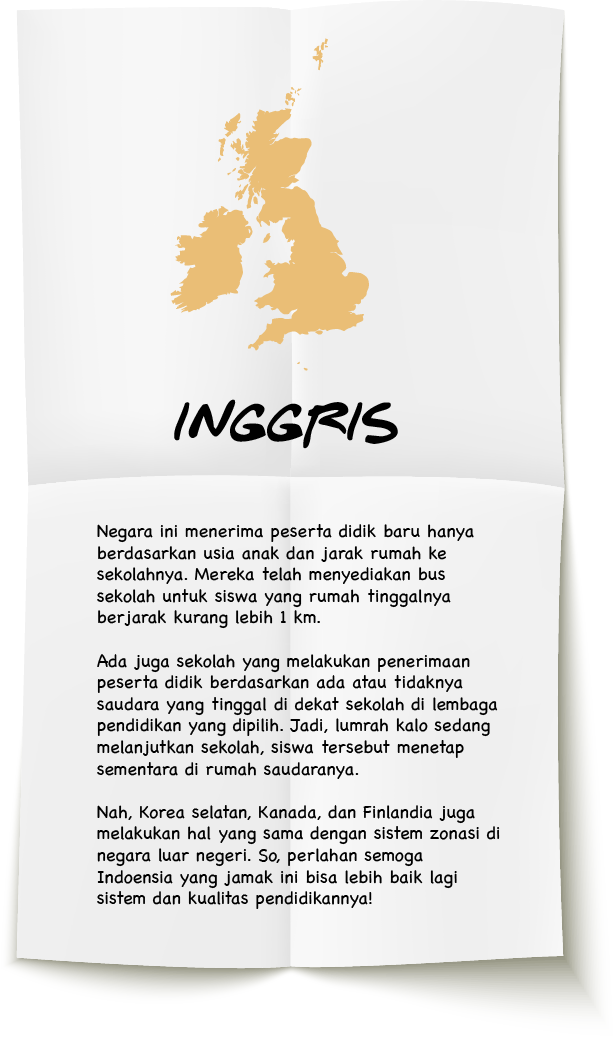 INGGRIS
Negara ini menerima peserta didik baru hanya
berdasarkan usia anak dan jarak rumah ke
sekolahnya. Mereka telah menyediakan bus
sekolah untuk siswa yang rumah tinggalnya
berjarak kurang lebih 1 km.
Ada juga sekolah yang melakukan penerimaan
peserta didik berdasarkan ada atau tidaknya
saudara yang tinggal di dekat sekolah di lembaga
pendidikan yang dipilih. Jadi, lumrah kalo sedang
melanjutkan sekolah, siswa tersebut menetap
sementara di rumah saudaranya.
Nah, Korea selatan, Kanada, dan Finlandia juga
melakukan hal yang sama dengan sistem zonasi di
negara luar negeri. So, perlahan semoga
Indoensia yang jamak ini bisa lebih baik lagi
sistem dan kualitas pendidikannya!